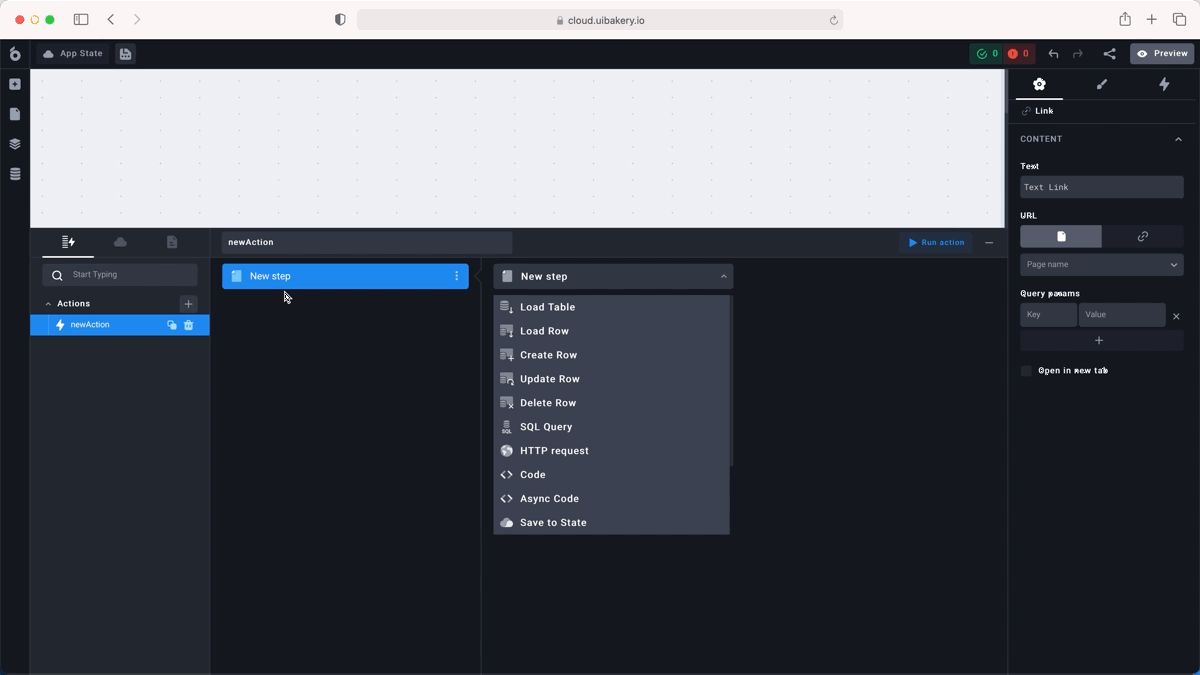 cloud.uibakery.io
App State
0
0
Preview
Link
CONTENT
Text
Text Link
URL
Page name
Query params
Key
Value
Open in new tab
newAction
Run action
Start Typing
Actions
newAction
New step
New step
Load Table
Load Row
Create Row
Update Row
Delete Row
SQL
SQL Query
HTTP request
Code
Async Code
Save to State